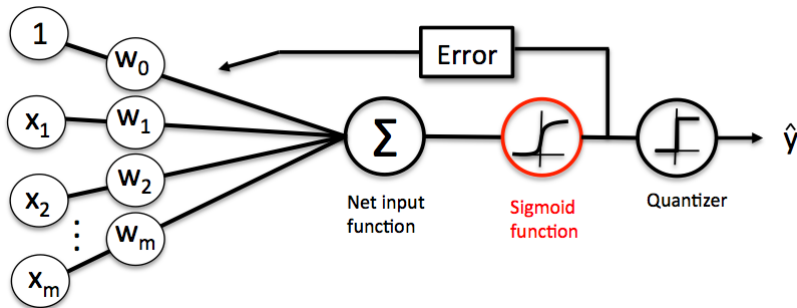 1
w₀
Error
x₁
w₁
Σ
ŷ
x₂
w₂
Net input
function
Sigmoid
function
Quantizer
⋮
wₘ
xₘ